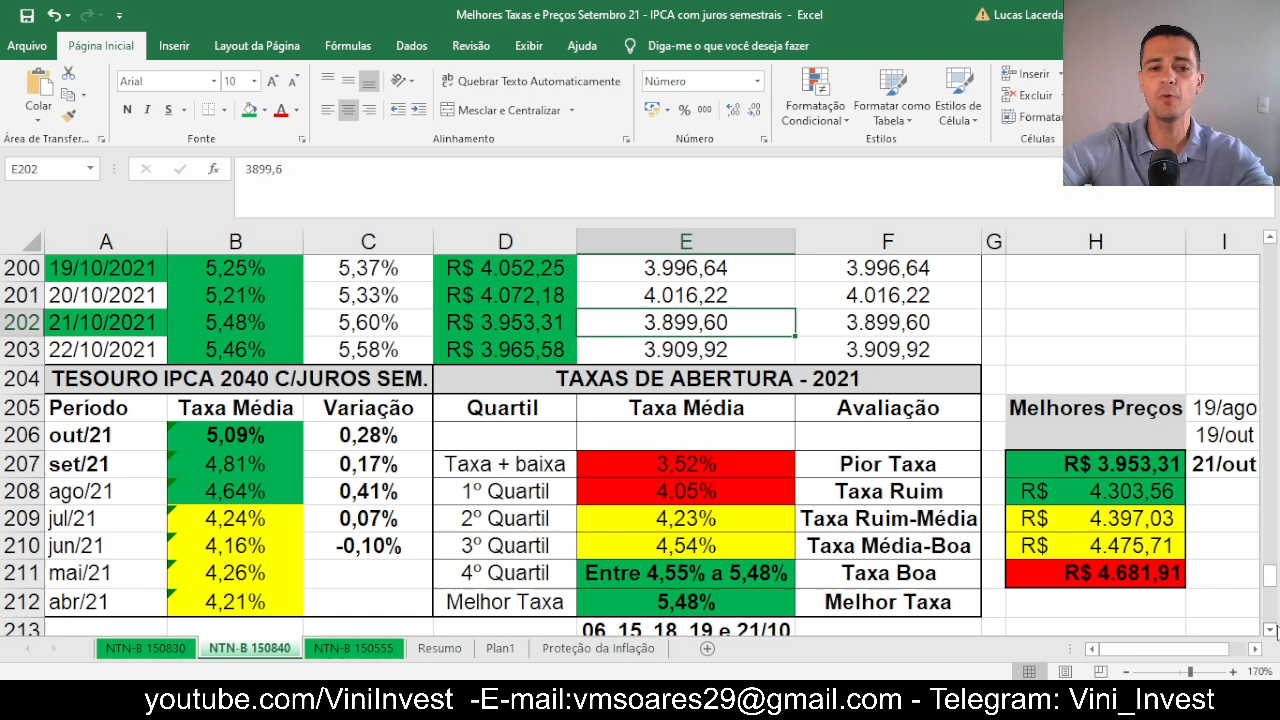 Melhores Taxas e Preços Setembro 21 - IPCA com juros semestrais - Excel
Lucas Lacerda
Arquivo Página Inicial Inserir Layout da Página Fórmulas Dados Revisão Exibir Ajuda Diga-me o que você deseja fazer
Colar
Arial 10
Quebrar Texto Automaticamente
Número
N I S
Mesclar e Centralizar
% 000
Formatação Condicional
Formatar como Tabela
Estilos de Célula
Inserir
Excluir
Formatar
Área de Transfer... Fonte Alinhamento Número Estilos Células
E202 fx 3899,6
A B C D E F G H I
200 19/10/2021 5,25% 5,37% R$ 4.052,25 3.996,64 3.996,64
201 20/10/2021 5,21% 5,33% R$ 4.072,18 4.016,22 4.016,22
202 21/10/2021 5,48% 5,60% R$ 3.953,31 3.899,60 3.899,60
203 22/10/2021 5,46% 5,58% R$ 3.965,58 3.909,92 3.909,92
204 TESOURO IPCA 2040 C/JUROS SEM. TAXAS DE ABERTURA - 2021
205 Período Taxa Média Variação Quartil Taxa Média Avaliação Melhores Preços 19/ago
206 out/21 5,09% 0,28% 19/out
207 set/21 4,81% 0,17% Taxa + baixa 3,52% Pior Taxa R$ 3.953,31 21/out
208 ago/21 4,64% 0,41% 1º Quartil 4,05% Taxa Ruim R$ 4.303,56
209 jul/21 4,24% 0,07% 2º Quartil 4,23% Taxa Ruim-Média R$ 4.397,03
210 jun/21 4,16% -0,10% 3º Quartil 4,54% Taxa Média-Boa R$ 4.475,71
211 mai/21 4,26% 4º Quartil Entre 4,55% a 5,48% Taxa Boa R$ 4.681,91
212 abr/21 4,21% Melhor Taxa 5,48% Melhor Taxa
213 06, 15, 18, 19 e 21/10
NTN-B 150830 NTN-B 150840 NTN-B 150555 Resumo Plan1 Proteção da Inflação
170%
youtube.com/ViniInvest -E-mail:vmsoares29@gmail.com - Telegram: Vini_Invest